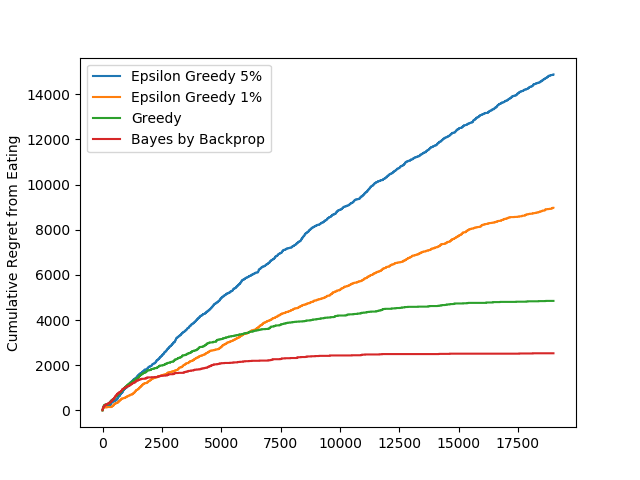 Epsilon Greedy 5%
Epsilon Greedy 1%
Greedy
Bayes by Backprop
Cumulative Regret from Eating
14000
12000
10000
8000
6000
4000
2000
0
0 2500 5000 7500 10000 12500 15000 17500